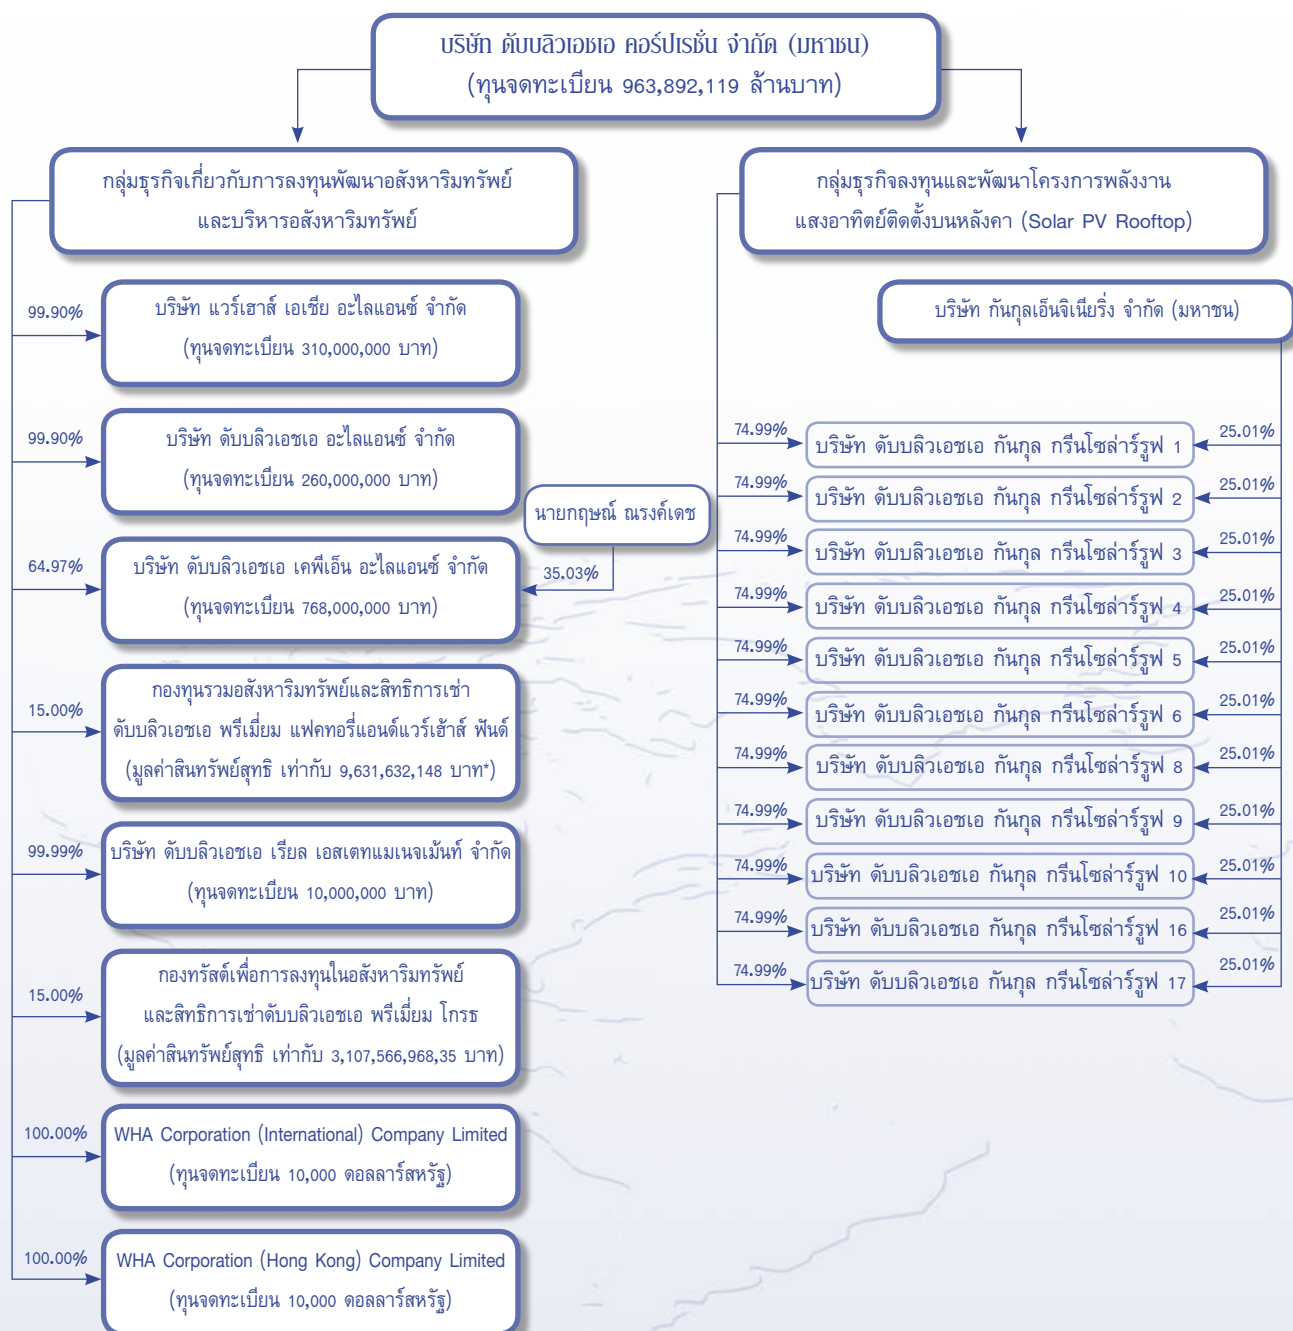 บริษัท ดับบลิวเอชเอ คอร์ปเรชั่น จำกัด (มหาชน)
(ทุนจดทะเบียน 963,892,119 ล้านบาท)
กลุ่มธุรกิจเกี่ยวกับการลงทุนพัฒนาอสังหาริมทรัพย์
และบริหารอสังหาริมทรัพย์
99.90%
บริษัท แวร์เฮาส์ เอเชีย อะไลแอนซ์ จำกัด
(ทุนจดทะเบียน 310,000,000 บาท)
99.90%
บริษัท ดับบลิวเอชเอ อะไลแอนซ์ จำกัด
(ทุนจดทะเบียน 260,000,000 บาท)
นายกฤษณ์ ณรงค์เดช
64.97%
บริษัท ดับบลิวเอชเอ เคพีเอ็น อะไลแอนซ์ จำกัด
(ทุนจดทะเบียน 768,000,000 บาท)
35.03%
15.00%
กองทุนรวมอสังหาริมทรัพย์และสิทธิการเช่า
ดับบลิวเอชเอ พรีเมี่ยม แฟคทอรี่แอนด์แวร์เฮ้าส์ ฟันด์
(มูลค่าสินทรัพย์สุทธิ เท่ากับ 9,631,632,148 บาท*)
99.99%
บริษัท ดับบลิวเอชเอ เรียล เอสเตทแมเนจเม้นท์ จำกัด
(ทุนจดทะเบียน 10,000,000 บาท)
15.00%
กองทรัสต์เพื่อการลงทุนในอสังหาริมทรัพย์
และสิทธิการเช่าดับบลิวเอชเอ พรีเมี่ยม โกรธ
(มูลค่าสินทรัพย์สุทธิ เท่ากับ 3,107,566,968,35 บาท)
100.00%
WHA Corporation (International) Company Limited
(ทุนจดทะเบียน 10,000 ดอลลาร์สหรัฐ)
100.00%
WHA Corporation (Hong Kong) Company Limited
(ทุนจดทะเบียน 10,000 ดอลลาร์สหรัฐ)
กลุ่มธุรกิจลงทุนและพัฒนาโครงการพลังงาน
แสงอาทิตย์ติดตั้งบนหลังคา (Solar PV Rooftop)
บริษัท กันกุลเอ็นจิเนียริ่ง จำกัด (มหาชน)
74.99% บริษัท ดับบลิวเอชเอ กันกุล กรีนโซล่าร์รูฟ 1 25.01%
74.99% บริษัท ดับบลิวเอชเอ กันกุล กรีนโซล่าร์รูฟ 2 25.01%
74.99% บริษัท ดับบลิวเอชเอ กันกุล กรีนโซล่าร์รูฟ 3 25.01%
74.99% บริษัท ดับบลิวเอชเอ กันกุล กรีนโซล่าร์รูฟ 4 25.01%
74.99% บริษัท ดับบลิวเอชเอ กันกุล กรีนโซล่าร์รูฟ 5 25.01%
74.99% บริษัท ดับบลิวเอชเอ กันกุล กรีนโซล่าร์รูฟ 6 25.01%
74.99% บริษัท ดับบลิวเอชเอ กันกุล กรีนโซล่าร์รูฟ 8 25.01%
74.99% บริษัท ดับบลิวเอชเอ กันกุล กรีนโซล่าร์รูฟ 9 25.01%
74.99% บริษัท ดับบลิวเอชเอ กันกุล กรีนโซล่าร์รูฟ 10 25.01%
74.99% บริษัท ดับบลิวเอชเอ กันกุล กรีนโซล่าร์รูฟ 16 25.01%
74.99% บริษัท ดับบลิวเอชเอ กันกุล กรีนโซล่าร์รูฟ 17 25.01%